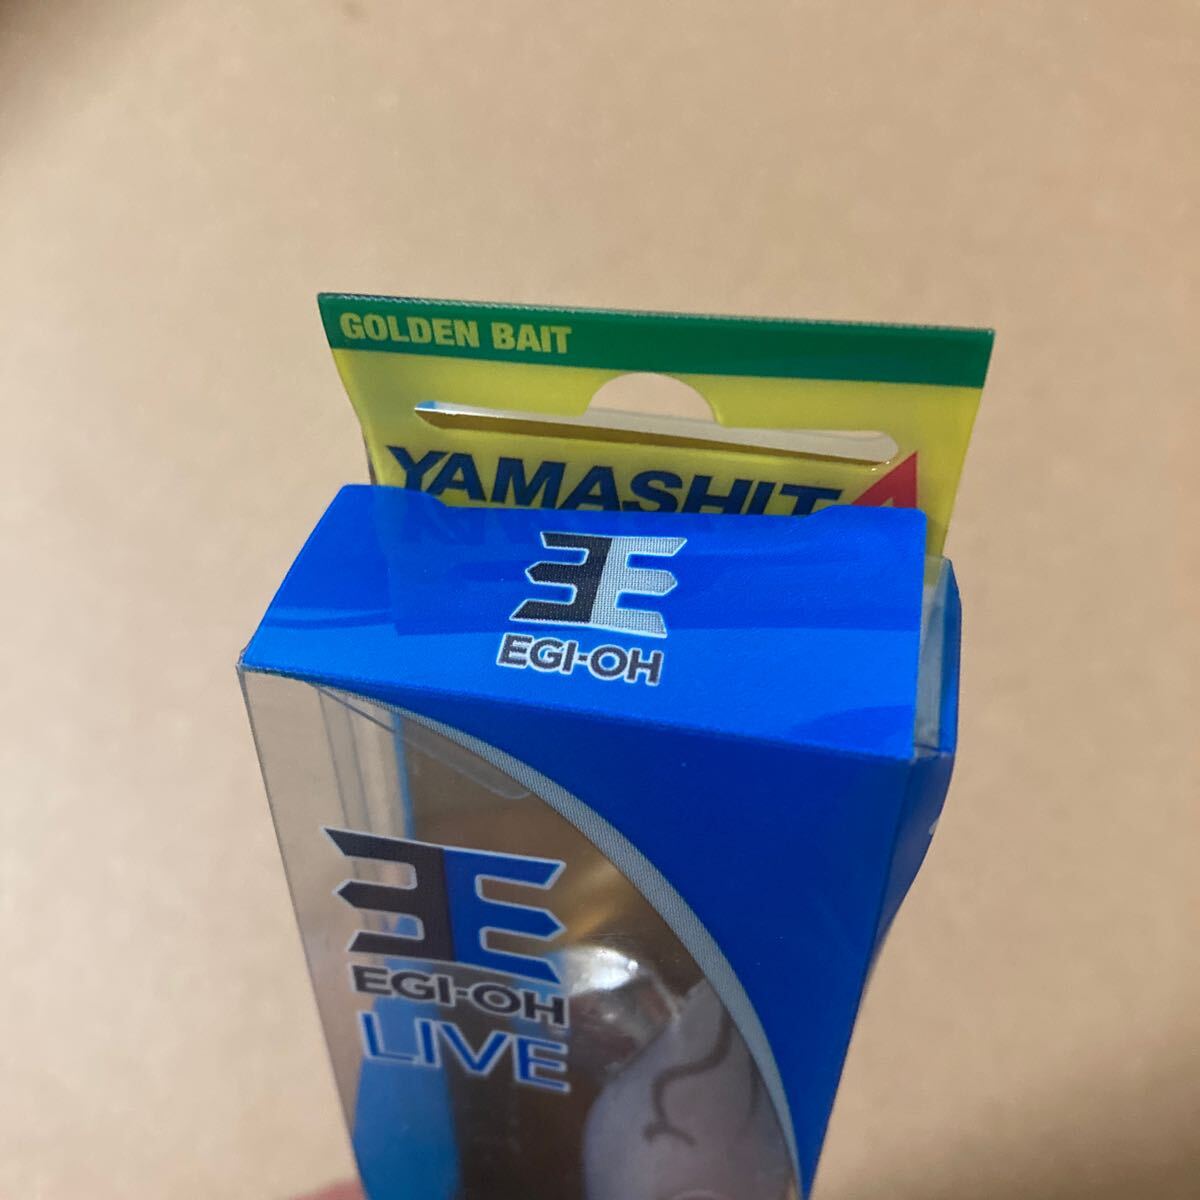 GOLDEN BAIT
YAMASHITA
EGI-OH
EGI-OH
LIVE